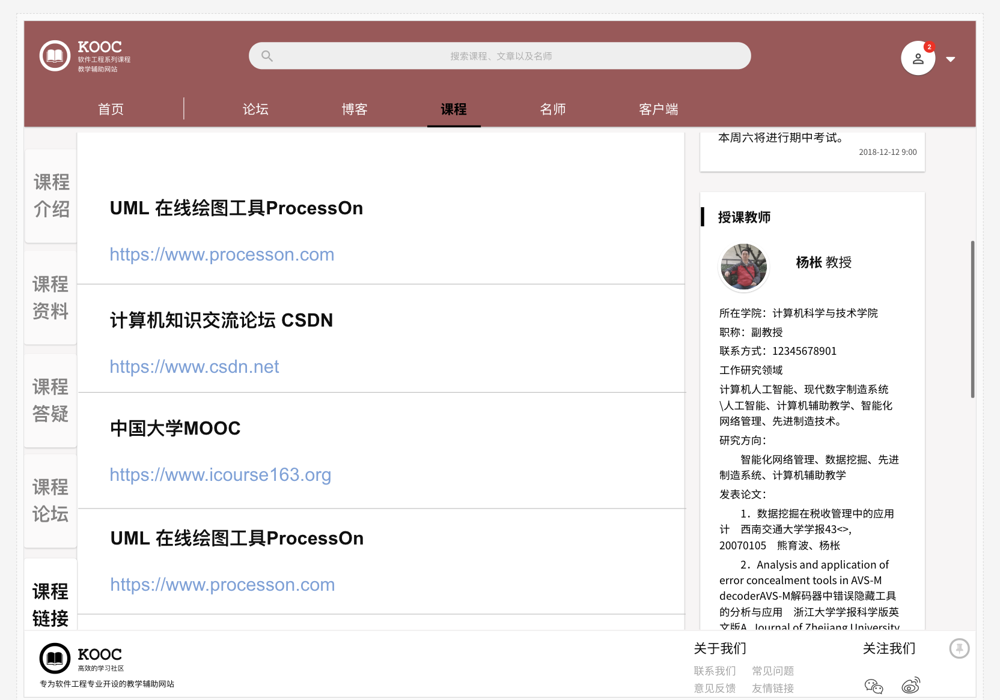 KOOC
软件工程系列课程
教学辅助网站
搜索课程、文章以及名师
2
首页
论坛
博客
课程
名师
客户端
课程
介绍
课程
资料
课程
答疑
课程
论坛
课程
链接
UML 在线绘图工具ProcessOn
https://www.processon.com
计算机知识交流论坛 CSDN
https://www.csdn.net
中国大学MOOC
https://www.icourse163.org
UML 在线绘图工具ProcessOn
https://www.processon.com
本周六将进行期中考试。
2018-12-12 9:00
授课教师
杨枨 教授
所在学院：计算机科学与技术学院
职称：副教授
联系方式：12345678901
工作研究领域
计算机人工智能、现代数字制造系统
\人工智能、计算机辅助教学、智能化
网络管理、先进制造技术。
研究方向：
智能化网络管理、数据挖掘、先进
制造系统、计算机辅助教学
发表论文：
1．数据挖掘在税收管理中的应用
计 西南交通大学学报43<>,
20070105 熊育波、杨枨
2．Analysis and application of
error concealment tools in AVS-M
decoderAVS-M解码器中错误隐藏工具
的分析与应用 浙江大学学报科学版英
文版A Journal of Zhejiang University
KOOC
高效的学习社区
专为软件工程专业开设的教学辅助网站
关于我们
联系我们 常见问题
意见反馈 友情链接
关注我们